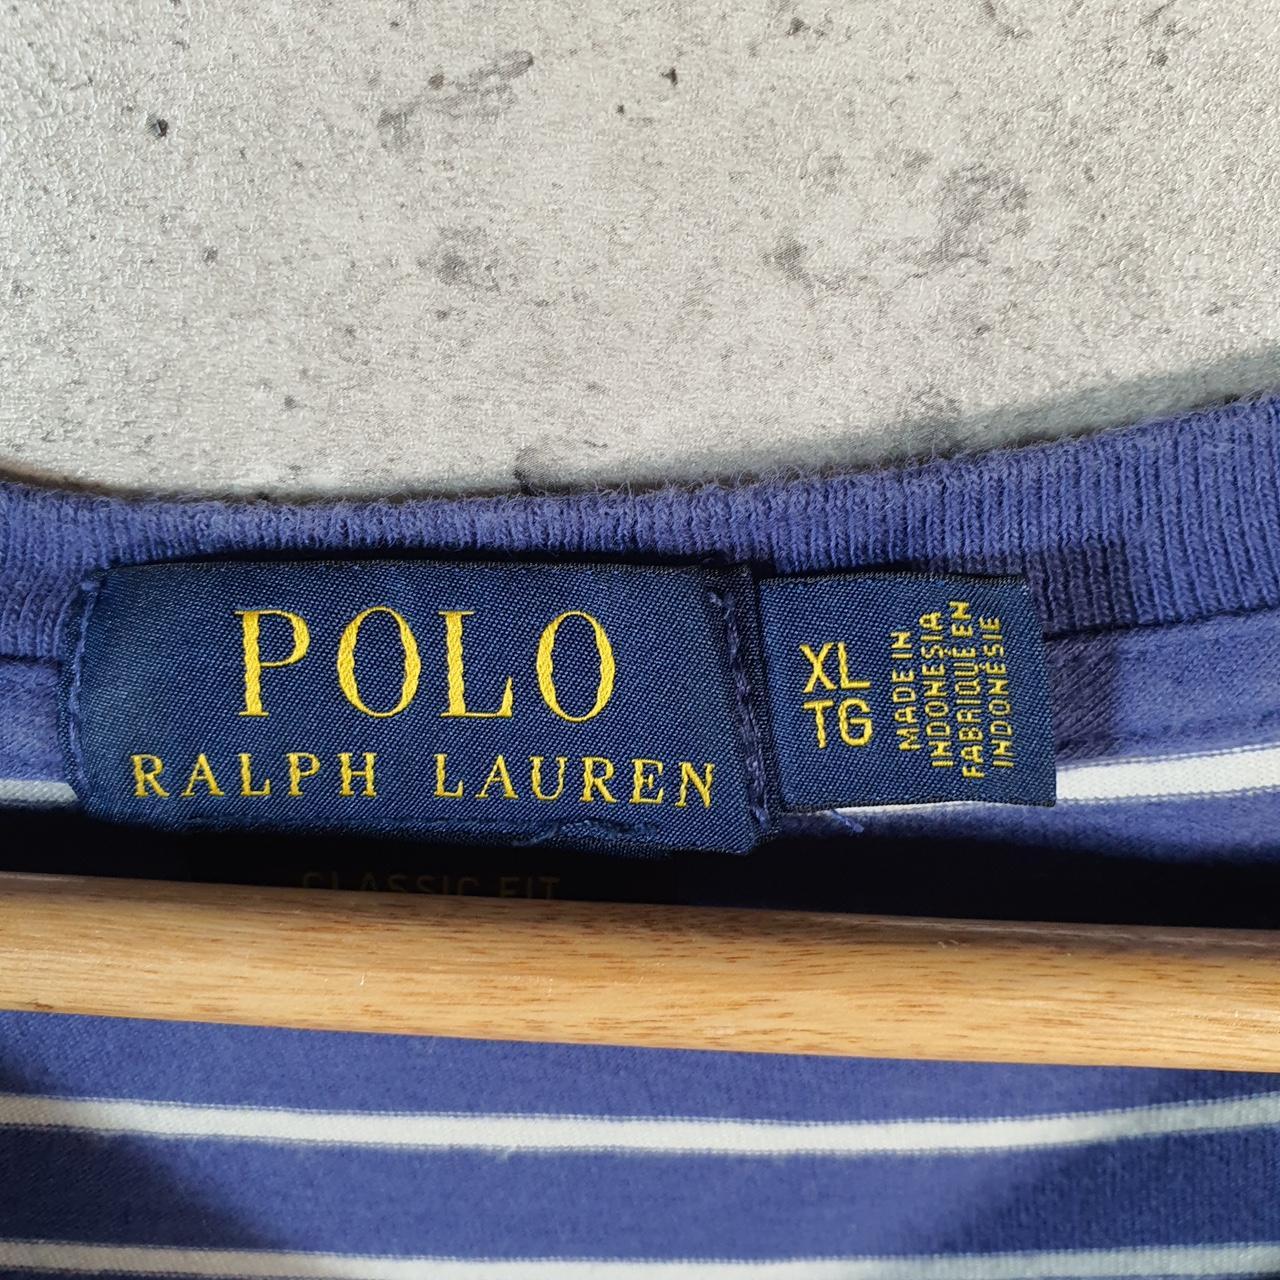 POLO
RALPH LAUREN
XL
TG
MADE IN
INDONESIA
FABRIQUÉ EN
INDONÉSIE
CLASSIC FIT